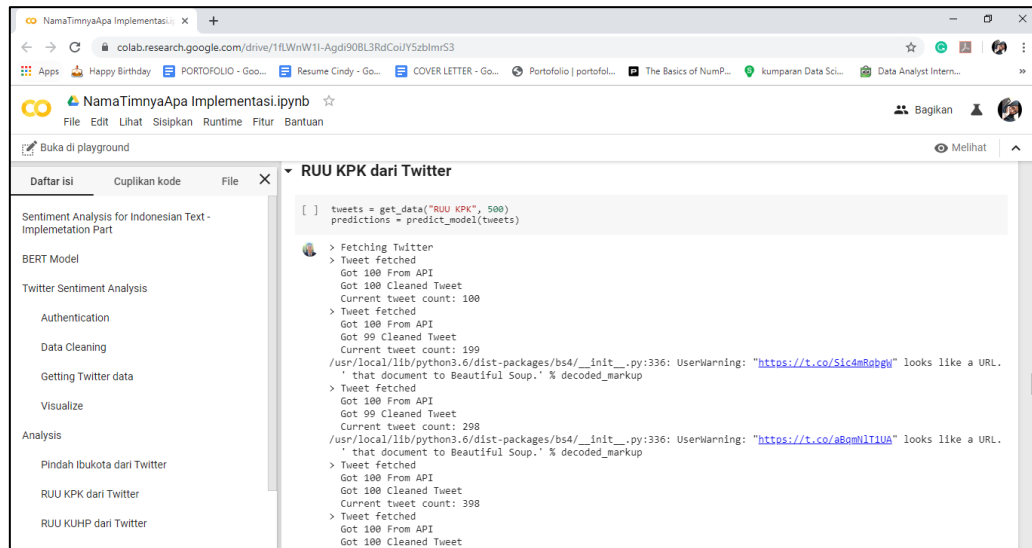 NamaTimnyaApa Implementasi.i
colab.research.google.com/drive/1fLWnW1I-Agdi90BL3RdCoiJY5zbImrS3
Apps Happy Birthday PORTOFOLIO - Goo... Resume Cindy - Go... COVER LETTER - Go... Portofolio | portofol... The Basics of NumP... kumparan Data Sci... Data Analyst Intern...
NamaTimnyaApa Implementasi.ipynb
File Edit Lihat Sisipkan Runtime Fitur Bantuan
Bagikan
Buka di playground
Melihat
Daftar isi Cuplikan kode File
Sentiment Analysis for Indonesian Text -
Implemetation Part
BERT Model
Twitter Sentiment Analysis
Authentication
Data Cleaning
Getting Twitter data
Visualize
Analysis
Pindah Ibukota dari Twitter
RUU KPK dari Twitter
RUU KUHP dari Twitter
RUU KPK dari Twitter
[ ] tweets = get_data("RUU KPK", 500)
predictions = predict_model(tweets)
> Fetching Twitter
> Tweet fetched
Got 100 From API
Got 100 Cleaned Tweet
Current tweet count: 100
> Tweet fetched
Got 100 From API
Got 99 Cleaned Tweet
Current tweet count: 199
/usr/local/lib/python3.6/dist-packages/bs4/__init__.py:336: UserWarning: "https://t.co/Sic4mRqbgW" looks like a URL.
' that document to Beautiful Soup.' % decoded_markup
> Tweet fetched
Got 100 From API
Got 99 Cleaned Tweet
Current tweet count: 298
/usr/local/lib/python3.6/dist-packages/bs4/__init__.py:336: UserWarning: "https://t.co/aBqmNlT1UA" looks like a URL.
' that document to Beautiful Soup.' % decoded_markup
> Tweet fetched
Got 100 From API
Got 100 Cleaned Tweet
Current tweet count: 398
> Tweet fetched
Got 100 From API
Got 100 Cleaned Tweet